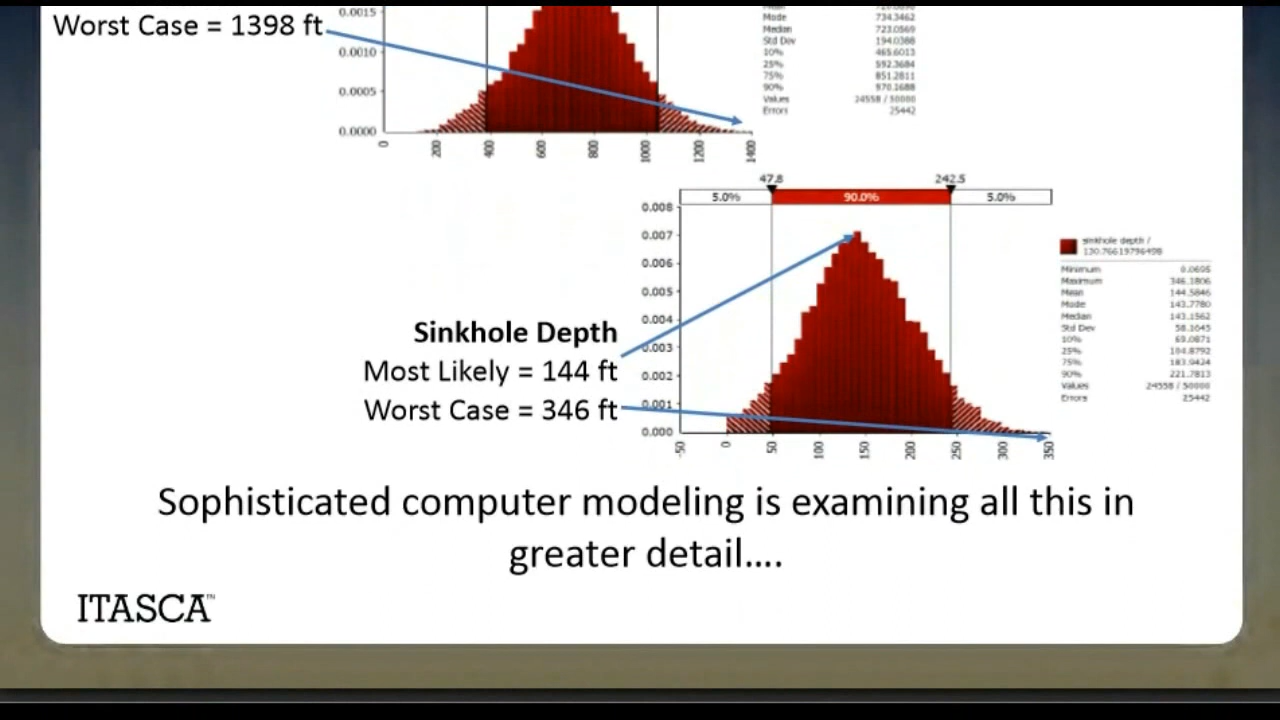 Worst Case = 1398 ft
0.0015
0.0010
0.0005
0.0000
0
200
400
600
800
1000
1200
1400
Mode 734.3462
Median 723.0569
Std Dev 194.0388
10% 465.6013
25% 592.3684
75% 851.2811
90% 970.1688
Values 24558 / 50000
Errors 25442
47.8
242.5
5.0%
90.0%
5.0%
0.008
0.007
0.006
0.005
0.004
0.003
0.002
0.001
0.000
-50
0
50
100
150
200
250
300
350
sinkhole depth /
130.76619796498
Minimum 0.0695
Maximum 346.1806
Mean 144.5846
Mode 143.7780
Median 143.1562
Std Dev 58.1645
10% 69.0871
25% 104.8792
75% 183.9424
90% 221.7813
Values 24558 / 50000
Errors 25442
Sinkhole Depth
Most Likely = 144 ft
Worst Case = 346 ft
Sophisticated computer modeling is examining all this in
greater detail....
ITASCA™